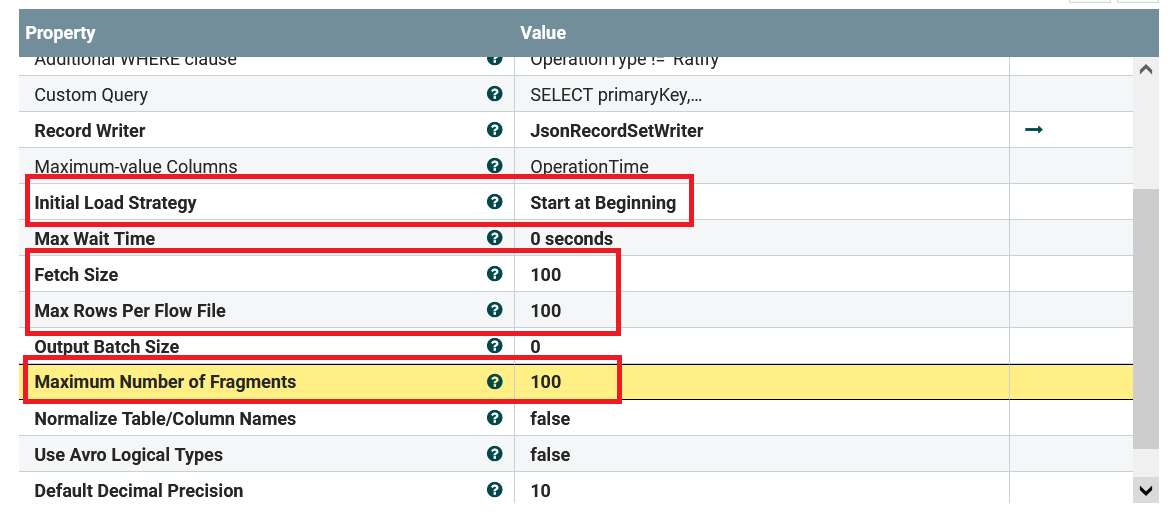 Property Value
Additional WHERE clause OperationType != 'Ratify'
Custom Query SELECT primaryKey,...
Record Writer JsonRecordSetWriter
Maximum-value Columns OperationTime
Initial Load Strategy Start at Beginning
Max Wait Time 0 seconds
Fetch Size 100
Max Rows Per Flow File 100
Output Batch Size 0
Maximum Number of Fragments 100
Normalize Table/Column Names false
Use Avro Logical Types false
Default Decimal Precision 10